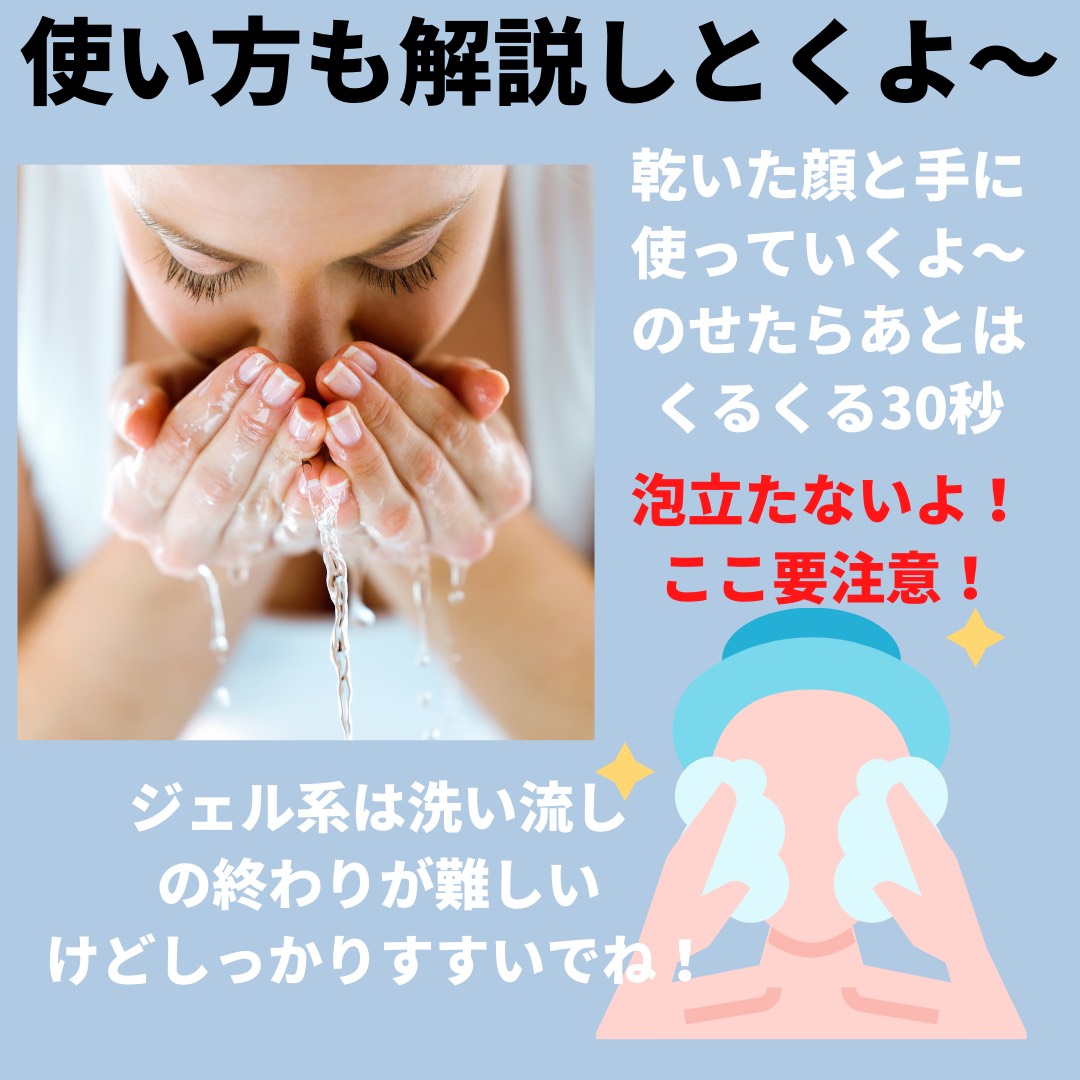 使い方も解説しとくよ〜
乾いた顔と手に
使っていくよ〜
のせたらあとは
くるくる30秒
泡立たないよ！
ここ要注意！
ジェル系は洗い流し
の終わりが難しい
けどしっかりすすいでね！